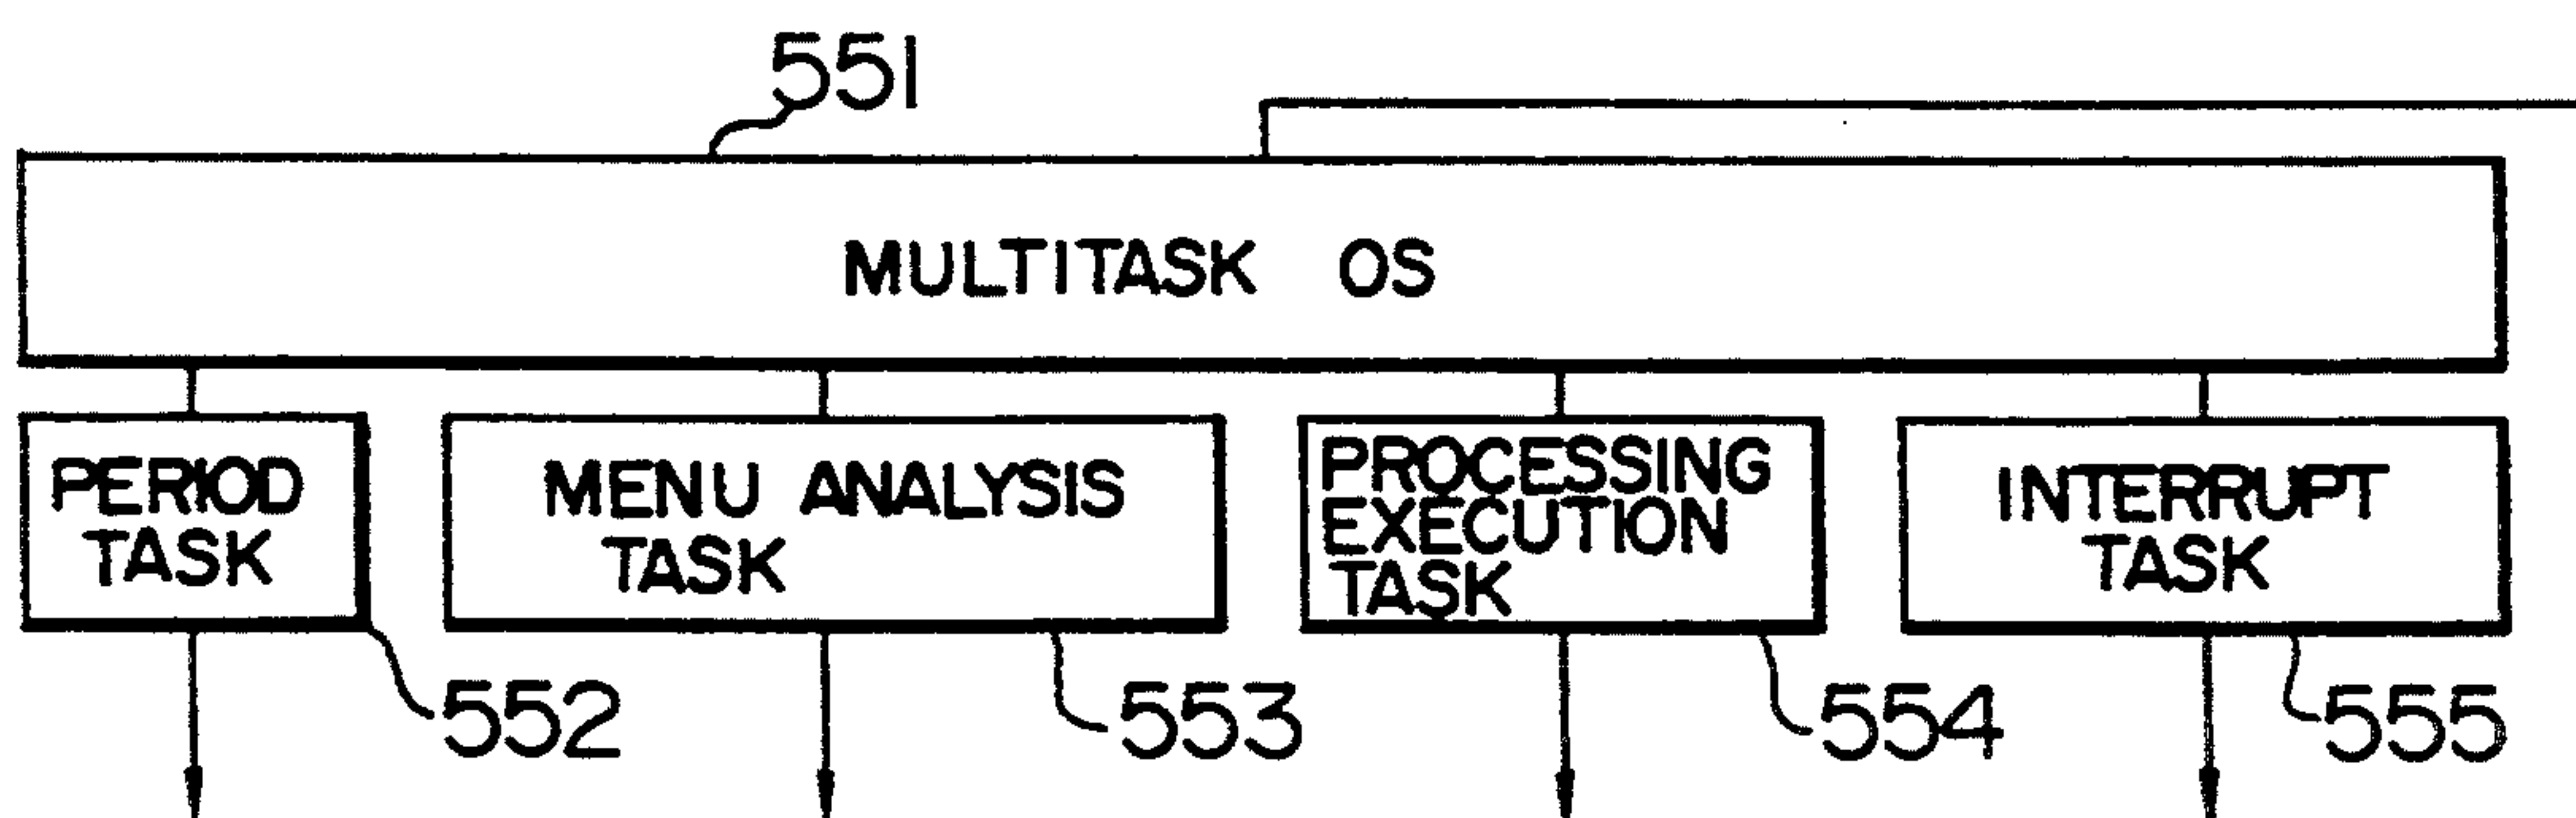 551
MULTITASK OS
PERIOD
TASK
MENU ANALYSIS
TASK
PROCESSING
EXECUTION
TASK
INTERRUPT
TASK
552
553
554
555